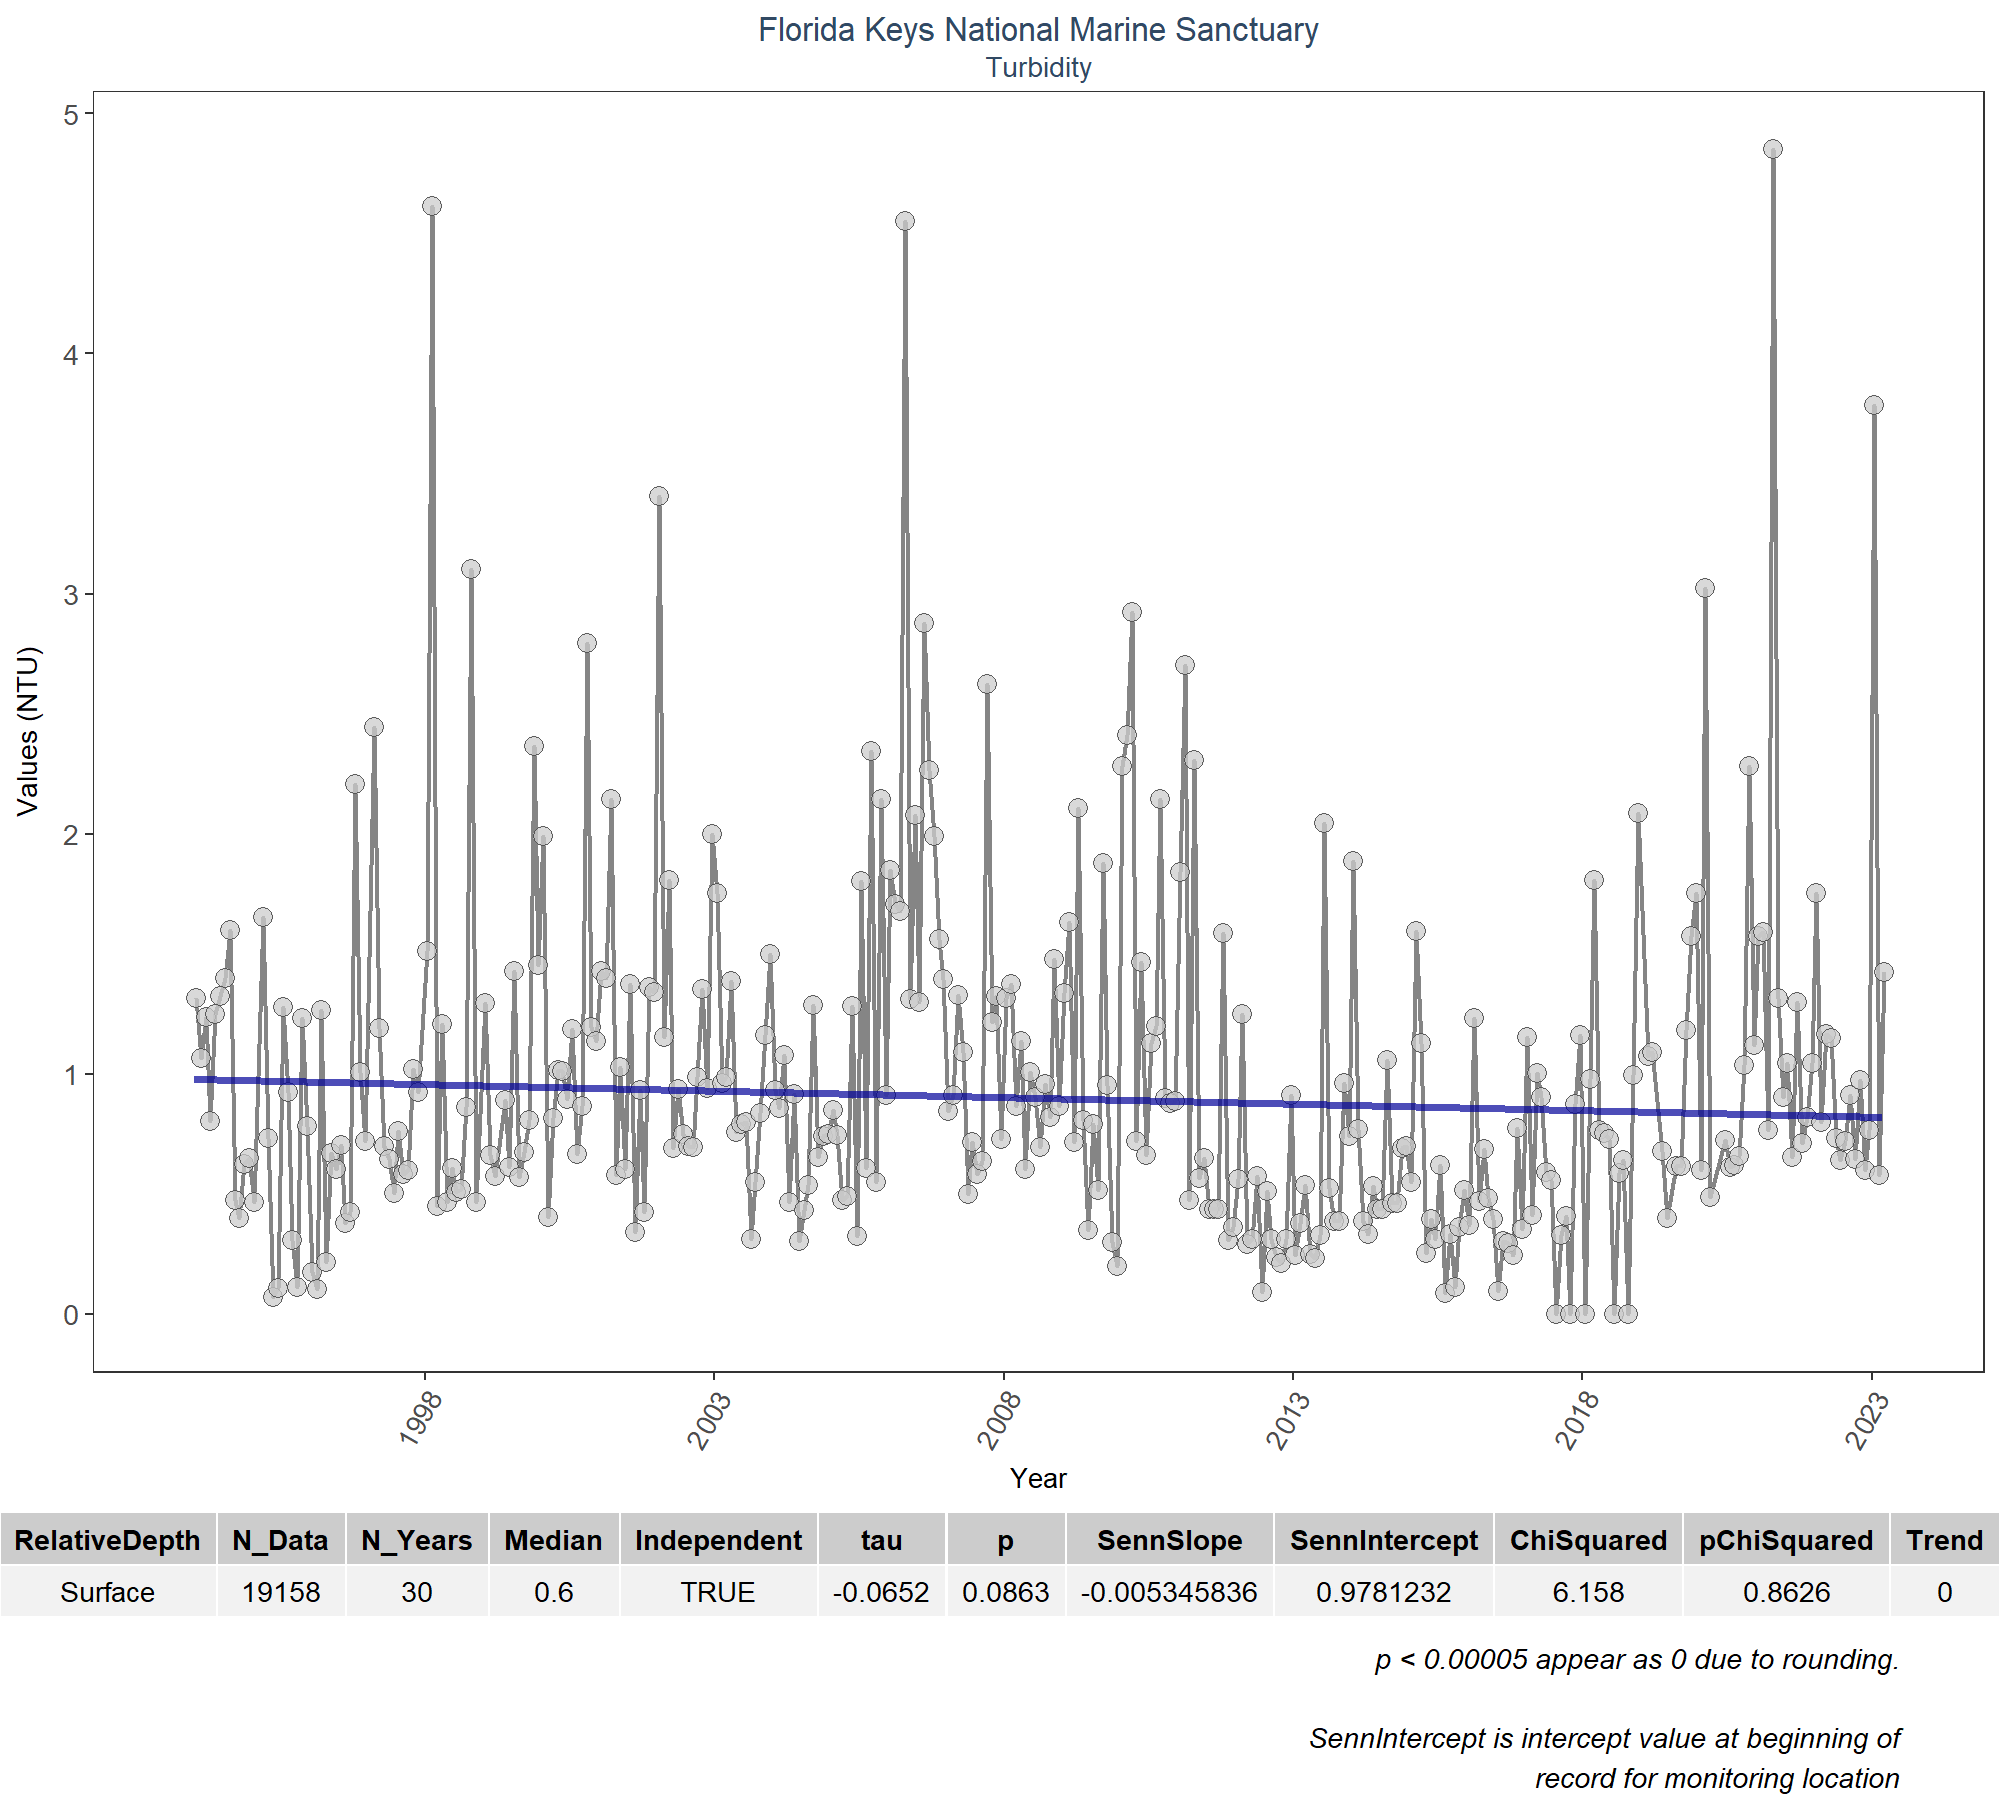 Florida Keys National Marine Sanctuary
Turbidity
5
4
3
2
1
0
Values (NTU)
1998 2003 2008 2013 2018 2023
Year
RelativeDepth N_Data N_Years Median Independent tau p SennSlope SennIntercept ChiSquared pChiSquared Trend
Surface 19158 30 0.6 TRUE -0.0652 0.0863 -0.005345836 0.9781232 6.158 0.8626 0
p < 0.00005 appear as 0 due to rounding.
SennIntercept is intercept value at beginning of
record for monitoring location